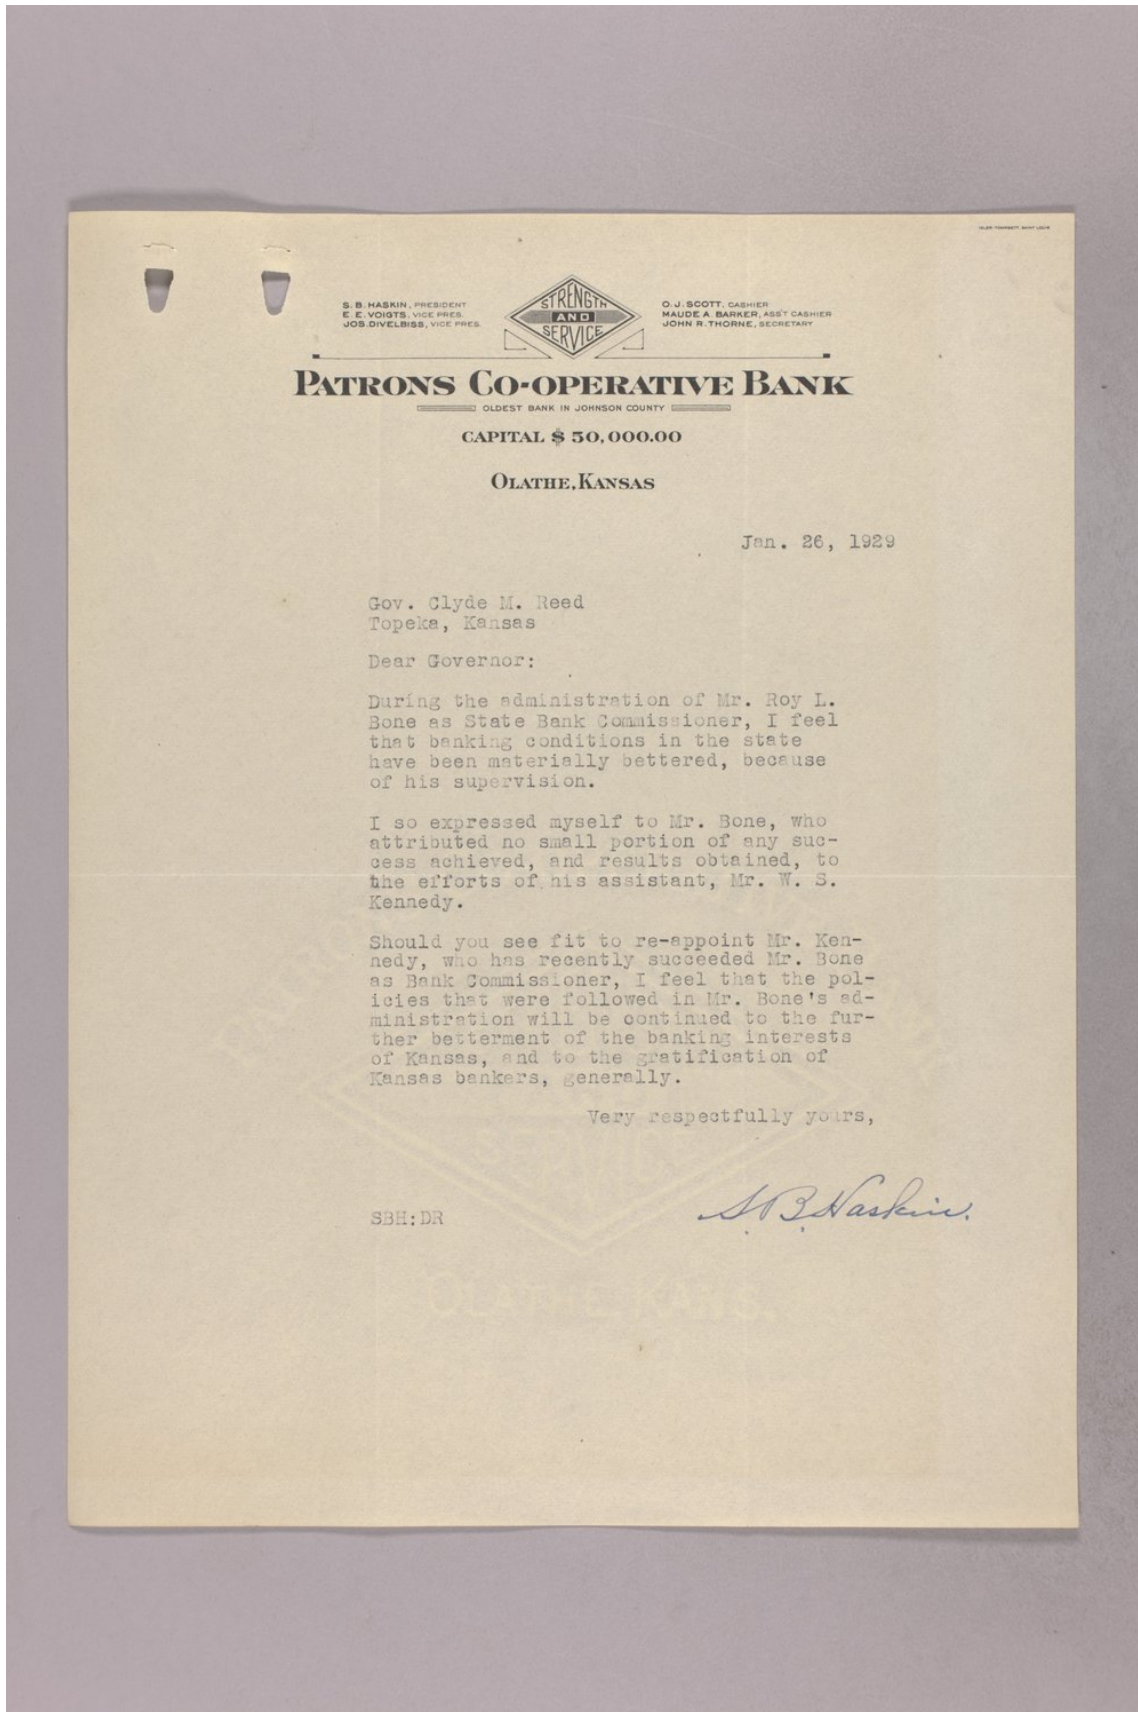 S. B. HASKIN, PRESIDENT
E. E. VOIGTS, VICE PRES.
JOS. DIVELBISS, VICE PRES.
STRENGTH
AND
SERVICE
O. J. SCOTT, CASHIER
MAUDE A. BARKER, ASS'T CASHIER
JOHN R. THORNE, SECRETARY
PATRONS CO-OPERATIVE BANK
OLDEST BANK IN JOHNSON COUNTY
CAPITAL $ 50,000.00
OLATHE, KANSAS
Jan. 26, 1929
Gov. Clyde M. Reed
Topeka, Kansas
Dear Governor:
During the administration of Mr. Roy L.
Bone as State Bank Commissioner, I feel
that banking conditions in the state
have been materially bettered, because
of his supervision.
I so expressed myself to Mr. Bone, who
attributed no small portion of any suc-
cess achieved, and results obtained, to
the efforts of his assistant, Mr. W. S.
Kennedy.
Should you see fit to re-appoint Mr. Ken-
nedy, who has recently succeeded Mr. Bone
as Bank Commissioner, I feel that the pol-
icies that were followed in Mr. Bone's ad-
ministration will be continued to the fur-
ther betterment of the banking interests
of Kansas, and to the gratification of
Kansas bankers, generally.
Very respectfully yours,
S. B. Haskin.
SBH:DR
OLATHE, KANS.